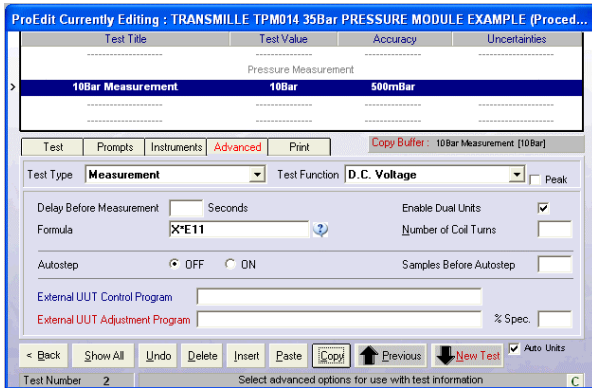 ProEdit Currently Editing : TRANSMILLE TPM014 35Bar PRESSURE MODULE EXAMPLE (Proced...
Test Title Test Value Accuracy Uncertainties
---------------- ---------------- ---------------- ----------------
Pressure Measurement
> 10Bar Measurement 10Bar 500mBar
---------------- ---------------- ---------------- ----------------
---------------- ---------------- ---------------- ----------------
Test Prompts Instruments Advanced Print Copy Buffer : 10Bar Measurement [10Bar]
Test Type Measurement Test Function D.C. Voltage Peak
Delay Before Measurement Seconds Enable Dual Units
Formula X*E11 Number of Coil Turns
Autostep OFF ON Samples Before Autostep
External UUT Control Program
External UUT Adjustment Program % Spec.
< Back Show All Undo Delete Insert Paste Copy Previous New Test Auto Units
Test Number 2 Select advanced options for use with test information C